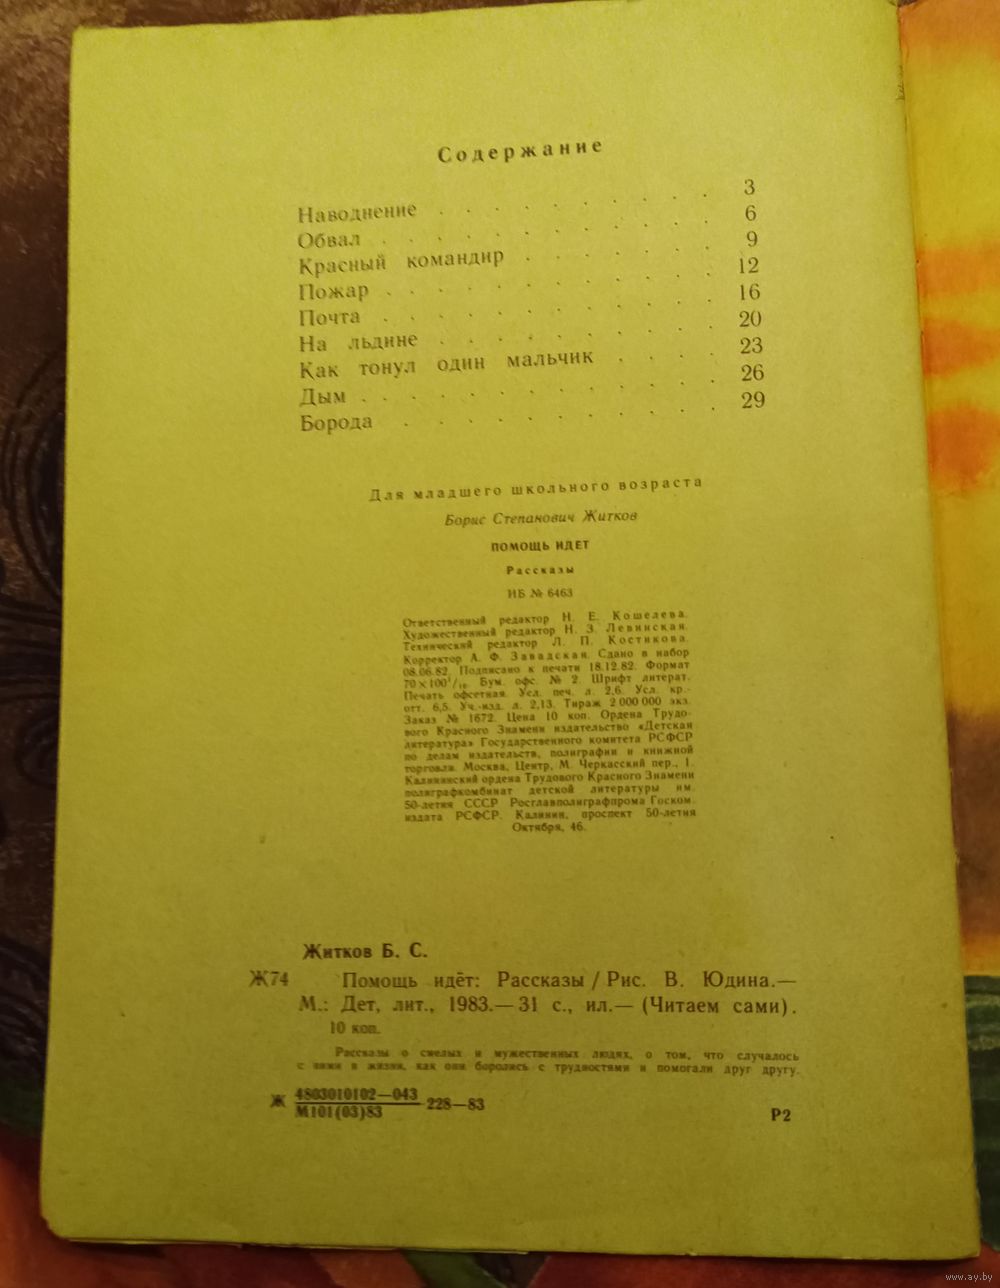 Содержание
Наводнение . . . . . . . . . . 3
Обвал . . . . . . . . . . . . 6
Красный командир . . . . . . . 9
Пожар . . . . . . . . . . . . 12
Почта . . . . . . . . . . . . 16
На льдине . . . . . . . . . . 20
Как тонул один мальчик . . . . 23
Дым . . . . . . . . . . . . . 26
Борода . . . . . . . . . . . . 29
Для младшего школьного возраста
Борис Степанович Житков
ПОМОЩЬ ИДЕТ
Рассказы
ИБ № 6463
Ответственный редактор Н. Е. Кошелева.
Художественный редактор Н. З. Левинская.
Технический редактор Л. П. Костикова.
Корректор А. Ф. Завадская. Сдано в набор
08.06.82. Подписано к печати 18.12.82. Формат
70×100¹/₁₆. Бум. офс. № 2. Шрифт литерат.
Печать офсетная. Усл. печ. л. 2,6. Усл. кр.-
отт. 6,5. Уч.-изд. л. 2,13. Тираж 2 000 000 экз.
Заказ № 1672. Цена 10 коп. Ордена Трудо-
вого Красного Знамени издательство «Детская
литература» Государственного комитета РСФСР
по делам издательств, полиграфии и книжной
торговли. Москва, Центр, М. Черкасский пер., 1.
Калининский ордена Трудового Красного Знамени
полиграфкомбинат детской литературы им.
50-летия СССР Росглавполиграфпрома Госком-
издата РСФСР. Калинин, проспект 50-летия
Октября, 46.
Житков Б. С.
Ж74 Помощь идёт: Рассказы / Рис. В. Юдина.—
М.: Дет, лит., 1983.— 31 с., ил.— (Читаем сами).
10 коп.
Рассказы о смелых и мужественных людях, о том, что случалось
с ними в жизни, как они боролись с трудностями и помогали друг другу.
Ж 4803010102—043 228—83
М101(03)83
Р2
www.ay.by